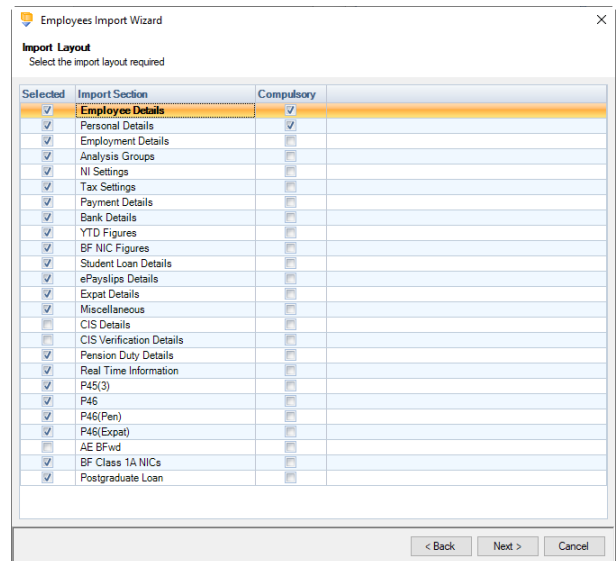 Employees Import Wizard
Import Layout
Select the import layout required
Selected Import Section Compulsory
Employee Details
Personal Details
Employment Details
Analysis Groups
NI Settings
Tax Settings
Payment Details
Bank Details
YTD Figures
BF NIC Figures
Student Loan Details
ePayslips Details
Expat Details
Miscellaneous
CIS Details
CIS Verification Details
Pension Duty Details
Real Time Information
P45(3)
P46
P46(Pen)
P46(Expat)
AE BFwd
BF Class 1A NICs
Postgraduate Loan
< Back Next > Cancel